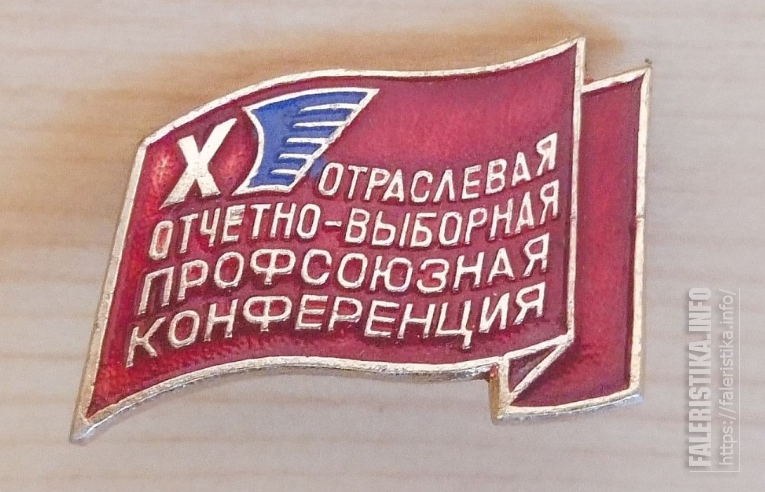 X ОТРАСЛЕВАЯ
ОТЧЕТНО-ВЫБОРНАЯ
ПРОФСОЮЗНАЯ
КОНФЕРЕНЦИЯ
FALERISTIKA.INFO
https://faleristika.info/